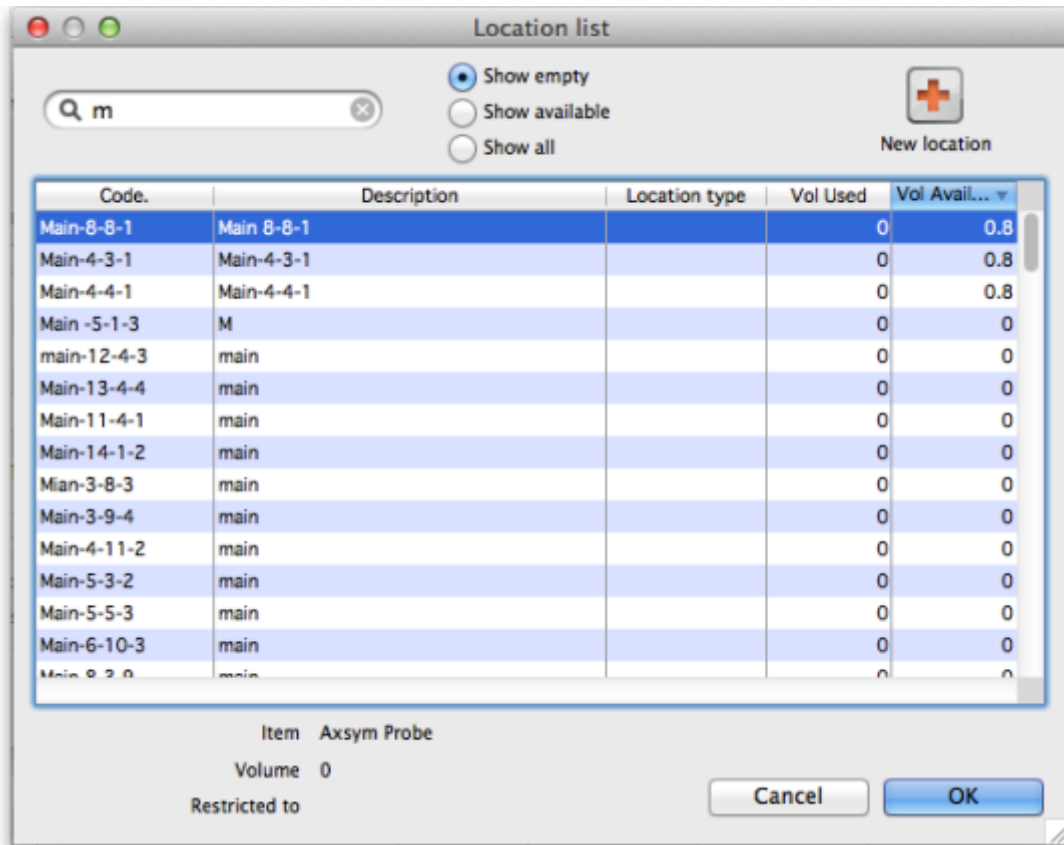 Location list
m
Show empty
Show available
Show all
New location
Code. Description Location type Vol Used Vol Avail...
Main-8-8-1 Main 8-8-1 0 0.8
Main-4-3-1 Main-4-3-1 0 0.8
Main-4-4-1 Main-4-4-1 0 0.8
Main -5-1-3 M 0 0
main-12-4-3 main 0 0
Main-13-4-4 main 0 0
Main-11-4-1 main 0 0
Main-14-1-2 main 0 0
Mian-3-8-3 main 0 0
Main-3-9-4 main 0 0
Main-4-11-2 main 0 0
Main-5-3-2 main 0 0
Main-5-5-3 main 0 0
Main-6-10-3 main 0 0
main 0 0
Item Axsym Probe
Volume 0
Restricted to
Cancel OK